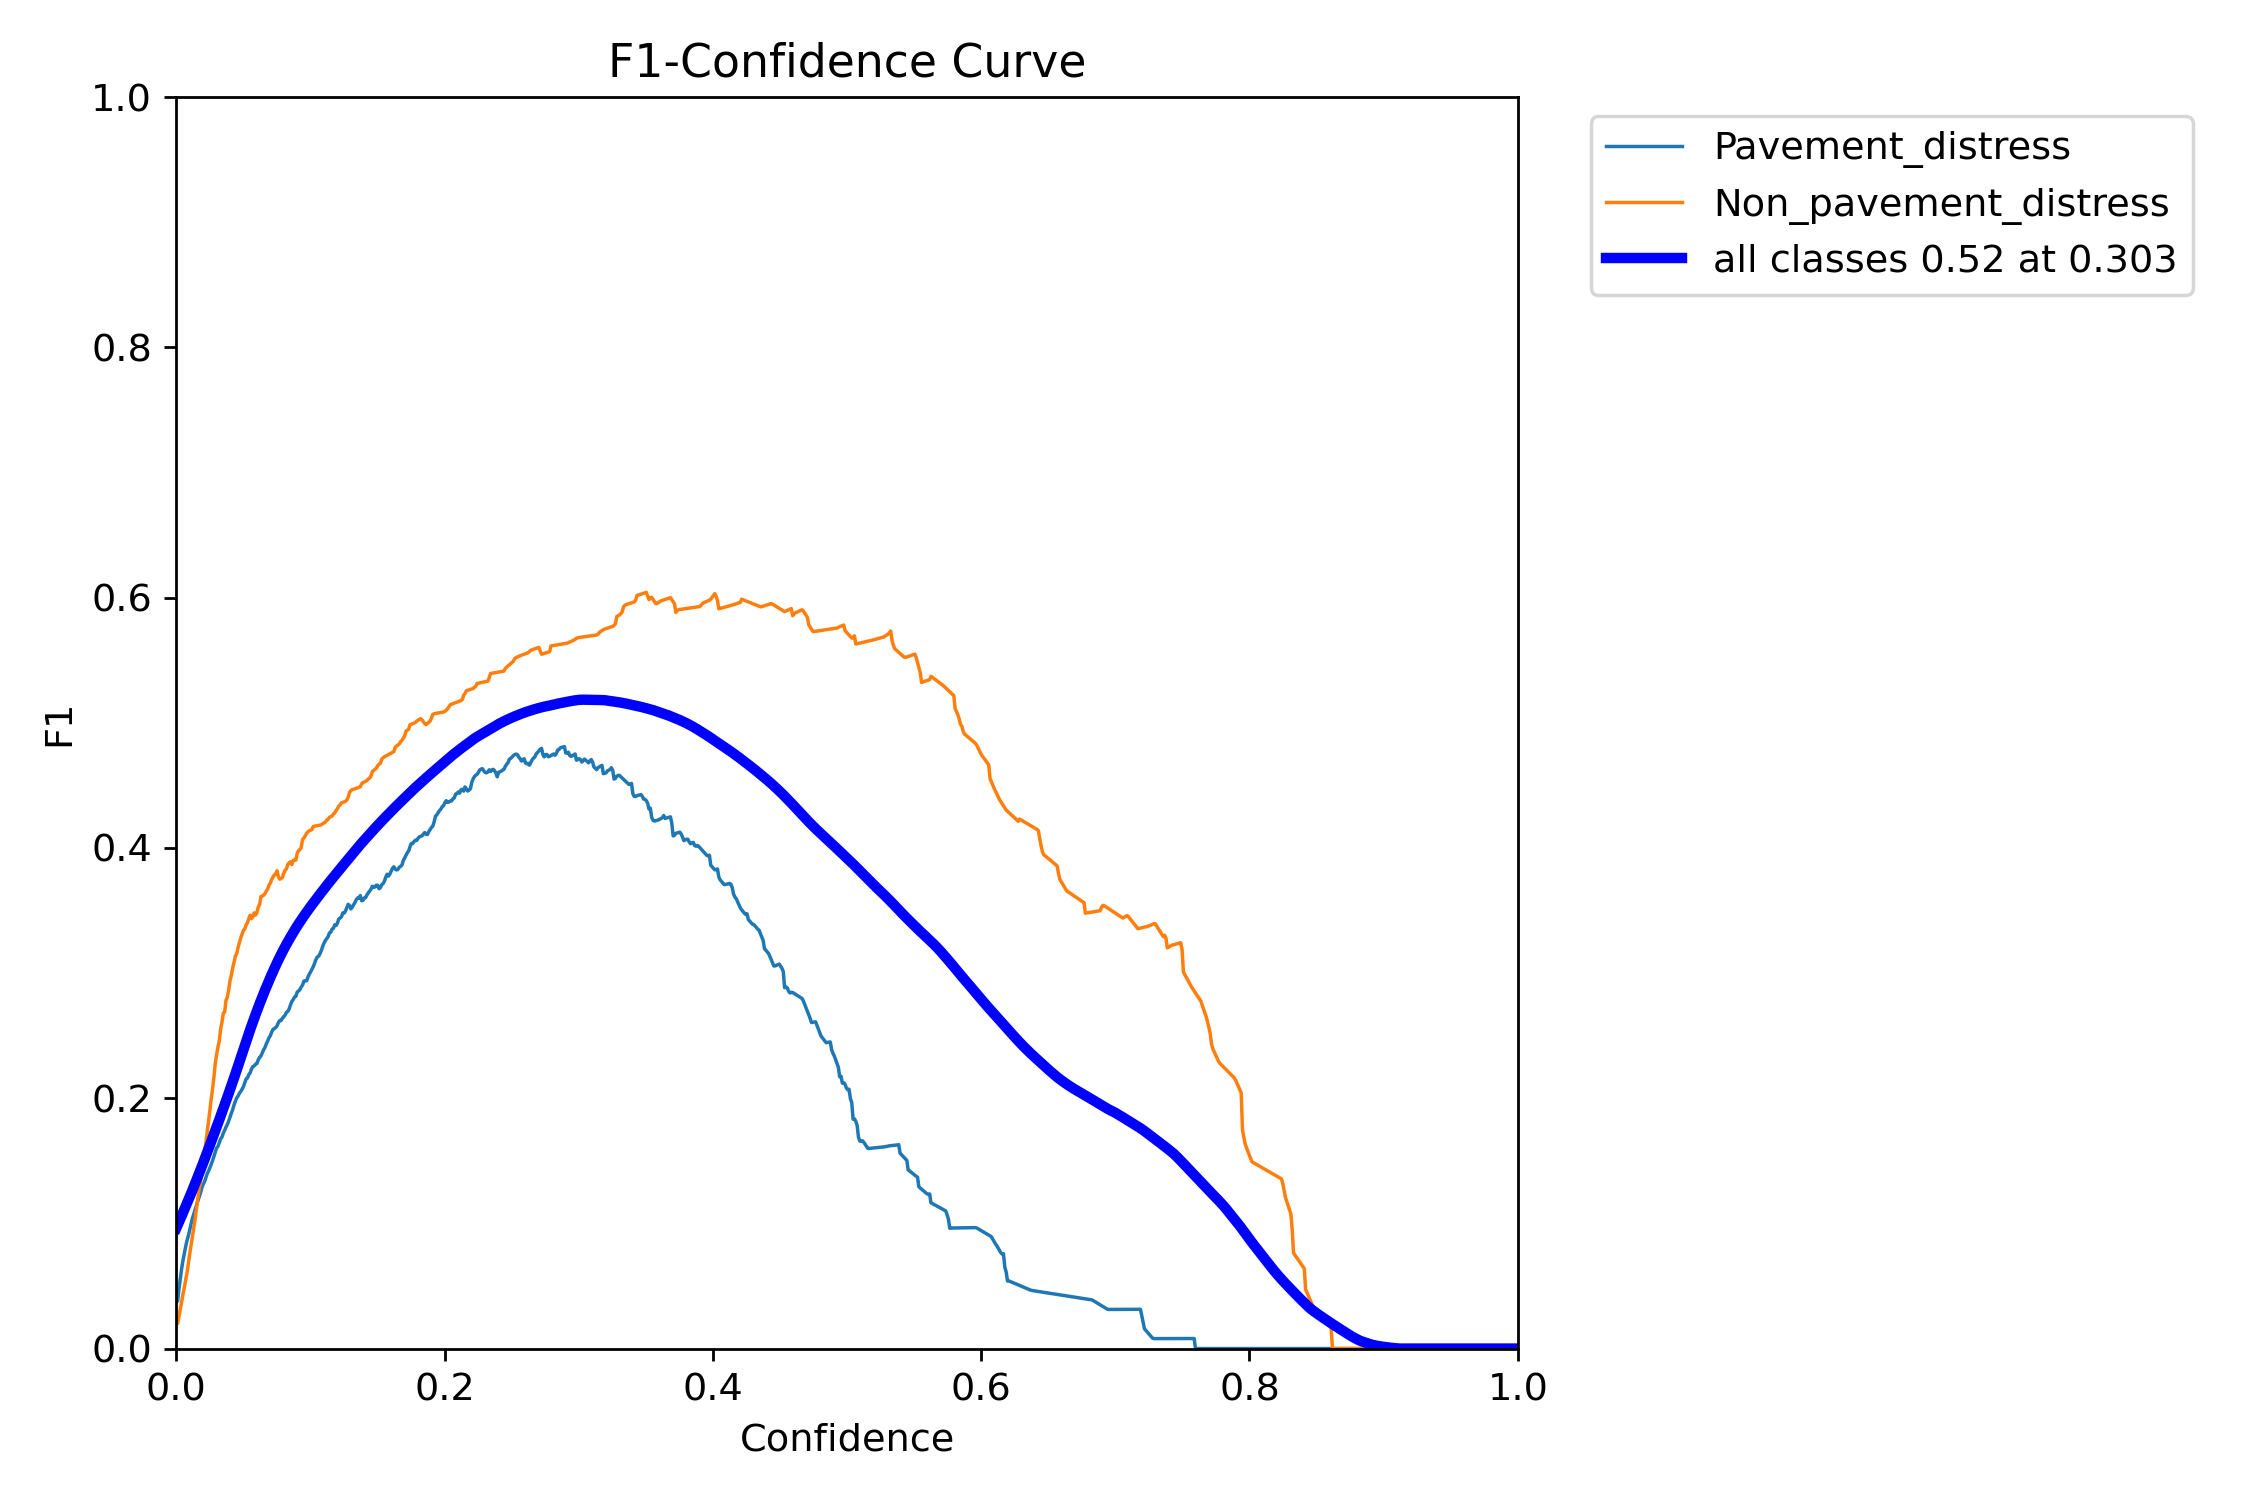 F1-Confidence Curve
1.0
0.8
0.6
0.4
0.2
0.0
F1
0.0 0.2 0.4 0.6 0.8 1.0
Confidence
Pavement_distress
Non_pavement_distress
all classes 0.52 at 0.303